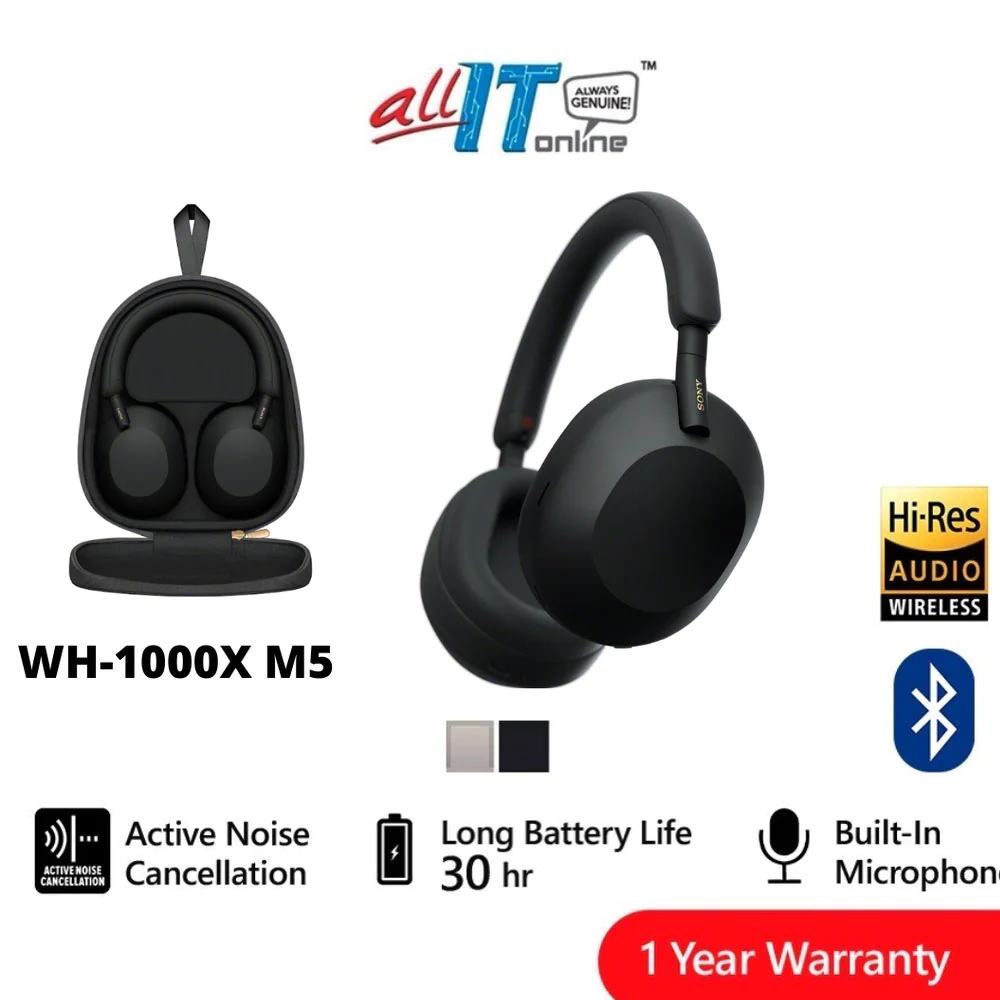 all IT online
TM
ALWAYS
GENUINE!
SONY
Hi-Res
AUDIO
WIRELESS
WH-1000X M5
ACTIVE NOISE
CANCELLATION
Active Noise
Cancellation
Long Battery Life
30 hr
Built-In
Microphon
1 Year Warranty